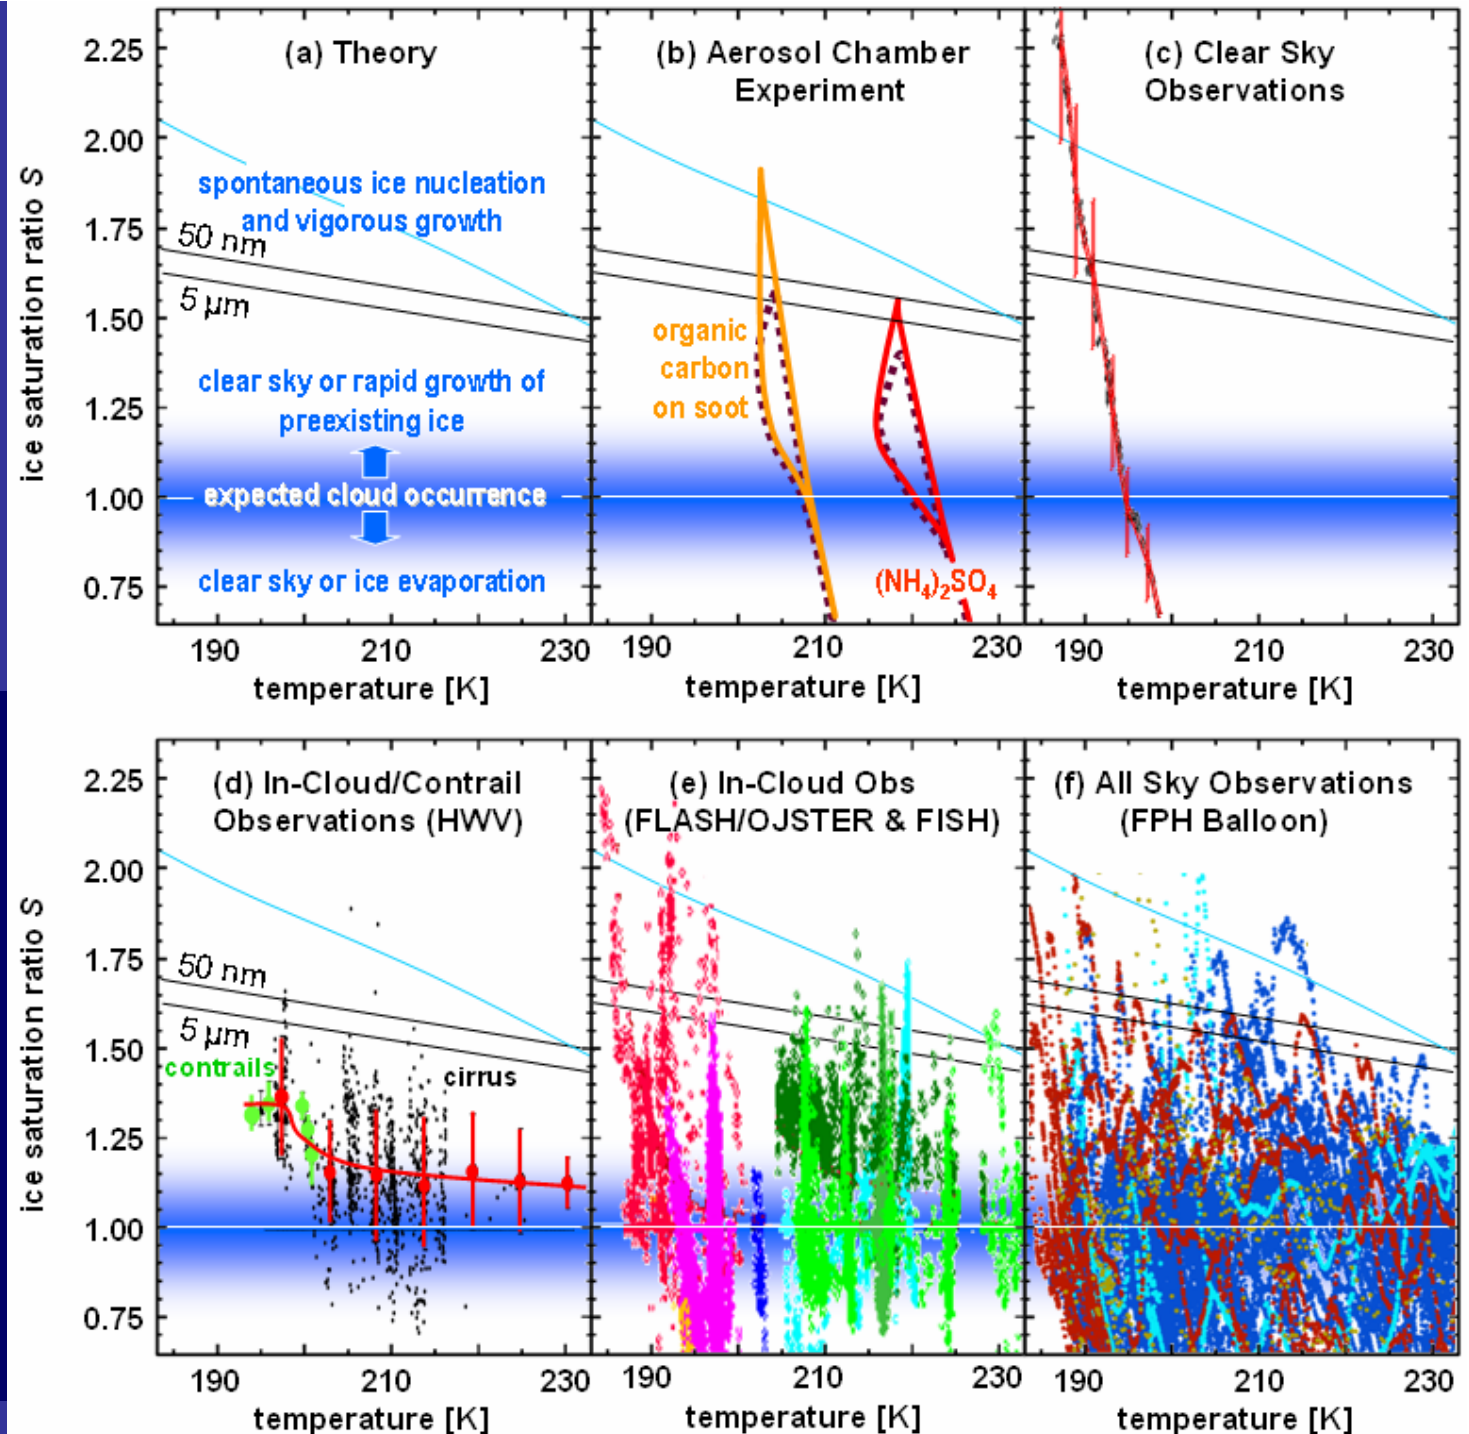 (a) Theory
(b) Aerosol Chamber
Experiment
(c) Clear Sky
Observations
ice saturation ratio S
2.25
2.00
1.75
1.50
1.25
1.00
0.75
spontaneous ice nucleation
and vigorous growth
50 nm
5 µm
clear sky or rapid growth of
preexisting ice
expected cloud occurrence
clear sky or ice evaporation
organic
carbon
on soot
(NH₄)₂SO₄
190 210 230
190 210 230
190 210 230
temperature [K]
temperature [K]
temperature [K]
(d) In-Cloud/Contrail
Observations (HWV)
(e) In-Cloud Obs
(FLASH/OJSTER & FISH)
(f) All Sky Observations
(FPH Balloon)
ice saturation ratio S
2.25
2.00
1.75
1.50
1.25
1.00
0.75
50 nm
5 µm
contrails
cirrus
190 210 230
190 210 230
190 210 230
temperature [K]
temperature [K]
temperature [K]